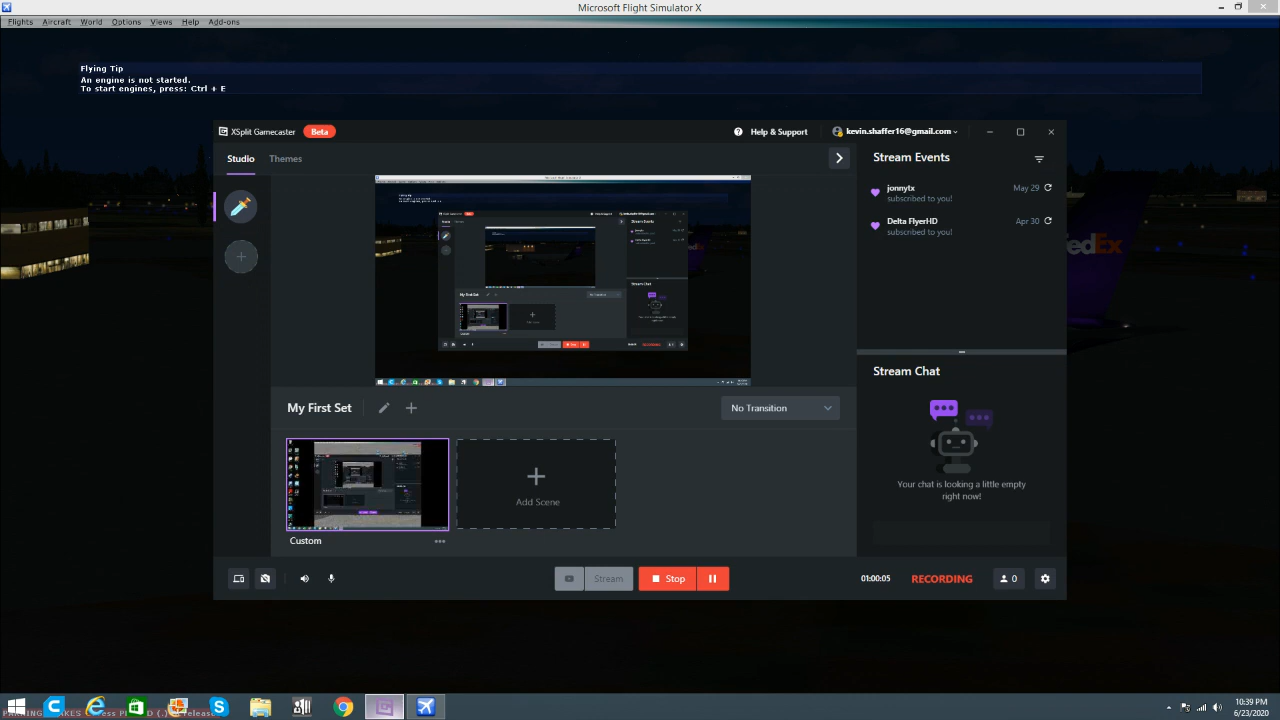 Microsoft Flight Simulator X
Flights Aircraft World Options Views Help Add-ons
Flying Tip
An engine is not started.
To start engines, press: Ctrl + E
XSplit Gamecaster Beta
Help & Support
kevin.shaffer16@gmail.com
Studio Themes
Stream Events
jonnytx May 29
subscribed to you!
Delta FlyerHD Apr 30
subscribed to you!
edEx
Stream Chat
My First Set
No Transition
Your chat is looking a little empty
right now!
Add Scene
Custom
Stream Stop
01:00:05 RECORDING 0
10:39 PM
6/23/2020